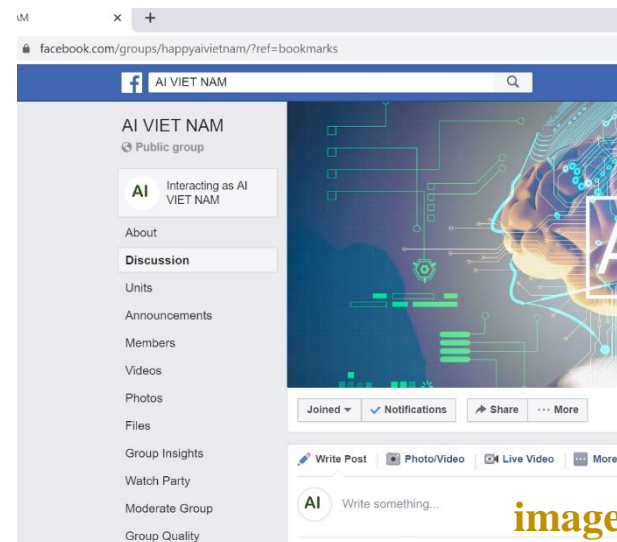 × +
facebook.com/groups/happyaivietnam/?ref=bookmarks
f AI VIET NAM
AI VIET NAM
Public group
AI Interacting as AI
VIET NAM
About
Discussion
Units
Announcements
Members
Videos
Photos
Files
Group Insights
Watch Party
Moderate Group
Group Quality
Joined Notifications Share ··· More
Write Post Photo/Video Live Video More
AI Write something...
image